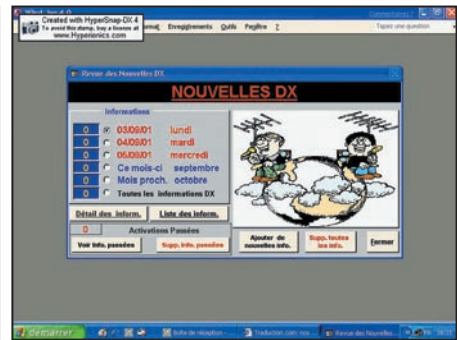 Created with HyperSnap-DX 4
To avoid this stamp, buy a license at
www.Hyperionics.com
Enregistrements Outils Fenêtre ?
Tapez une question
Revue des Nouvelles DX
NOUVELLES DX
Informations
0 03/09/01 lundi
0 04/09/01 mardi
0 05/09/01 mercredi
0 Ce mois-ci septembre
0 Mois proch. octobre
0 Toutes les informations DX
Détail des inform. Liste des inform.
0 Activations Passées
Voir Info. passées Supp. Info. passées
Ajouter de nouvelles info.
Supp. toutes les info.
Fermer
démarrer Boîte de réception - Traduction.com: nos... Revue des Nouvelles...